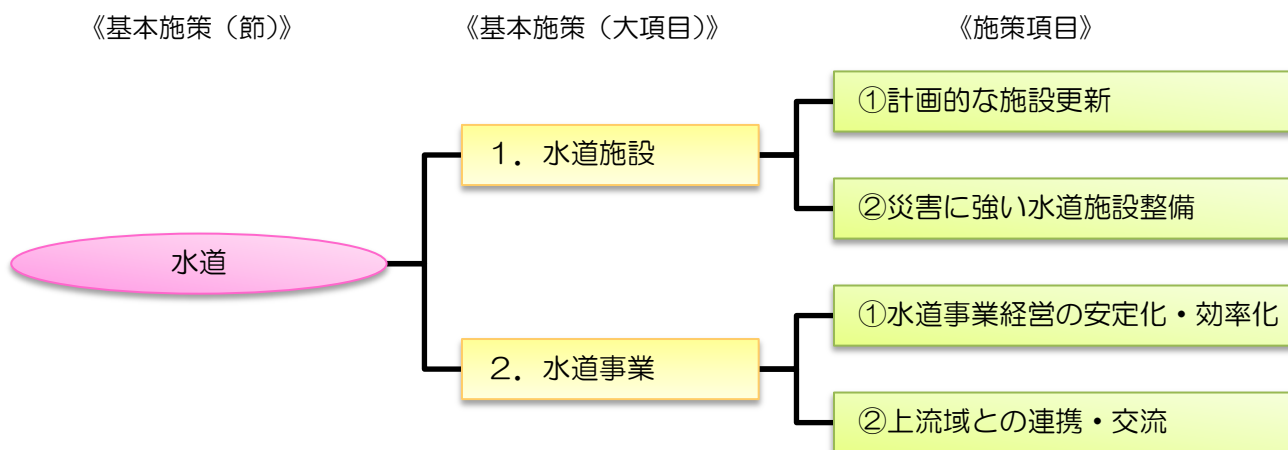 《基本施策（節）》
《基本施策（大項目）》
《施策項目》
水道
１．水道施設
①計画的な施設更新
②災害に強い水道施設整備
２．水道事業
①水道事業経営の安定化・効率化
②上流域との連携・交流